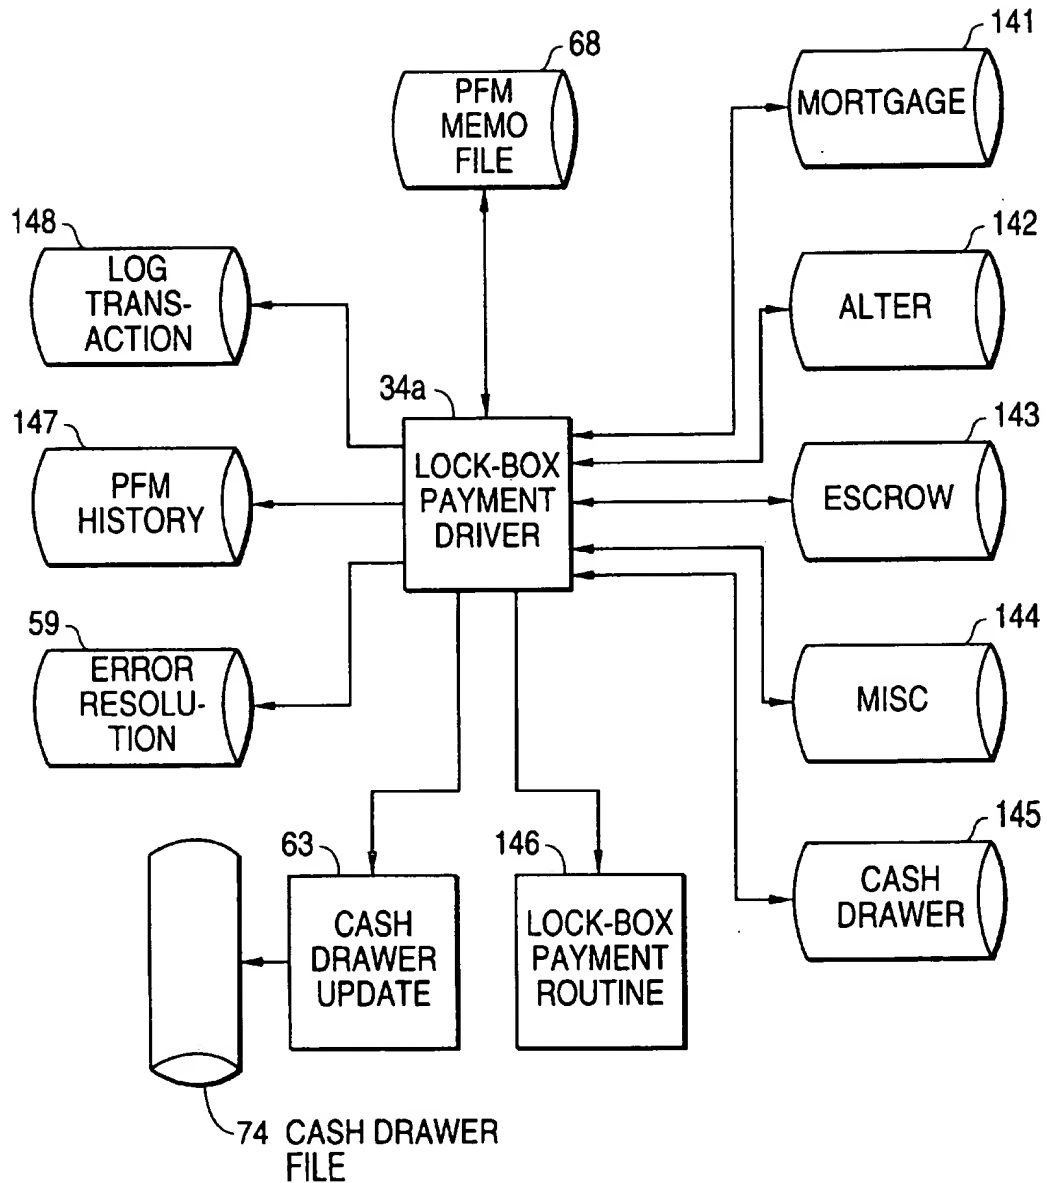 141
68
PFM
MEMO
FILE
MORTGAGE
148
LOG
TRANS-
ACTION
142
ALTER
34a
LOCK-BOX
PAYMENT
DRIVER
147
PFM
HISTORY
143
ESCROW
59
ERROR
RESOLU-
TION
144
MISC
63
CASH
DRAWER
UPDATE
146
LOCK-BOX
PAYMENT
ROUTINE
145
CASH
DRAWER
74 CASH DRAWER
FILE